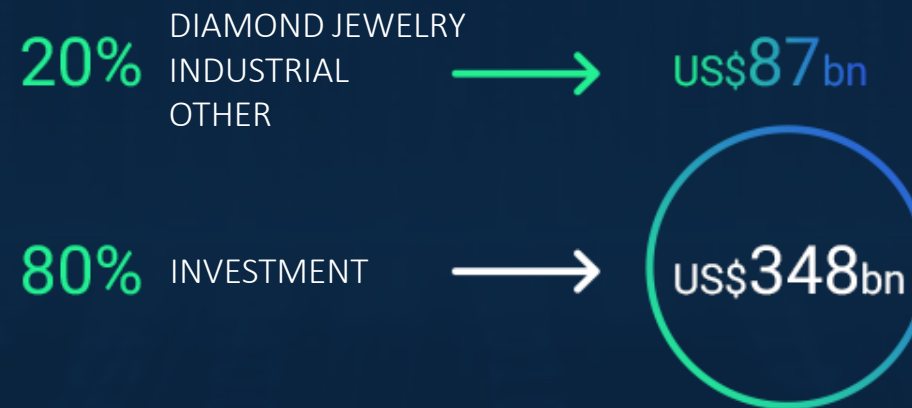 20% DIAMOND JEWELRY
INDUSTRIAL
OTHER
US$87bn
80% INVESTMENT
US$348bn